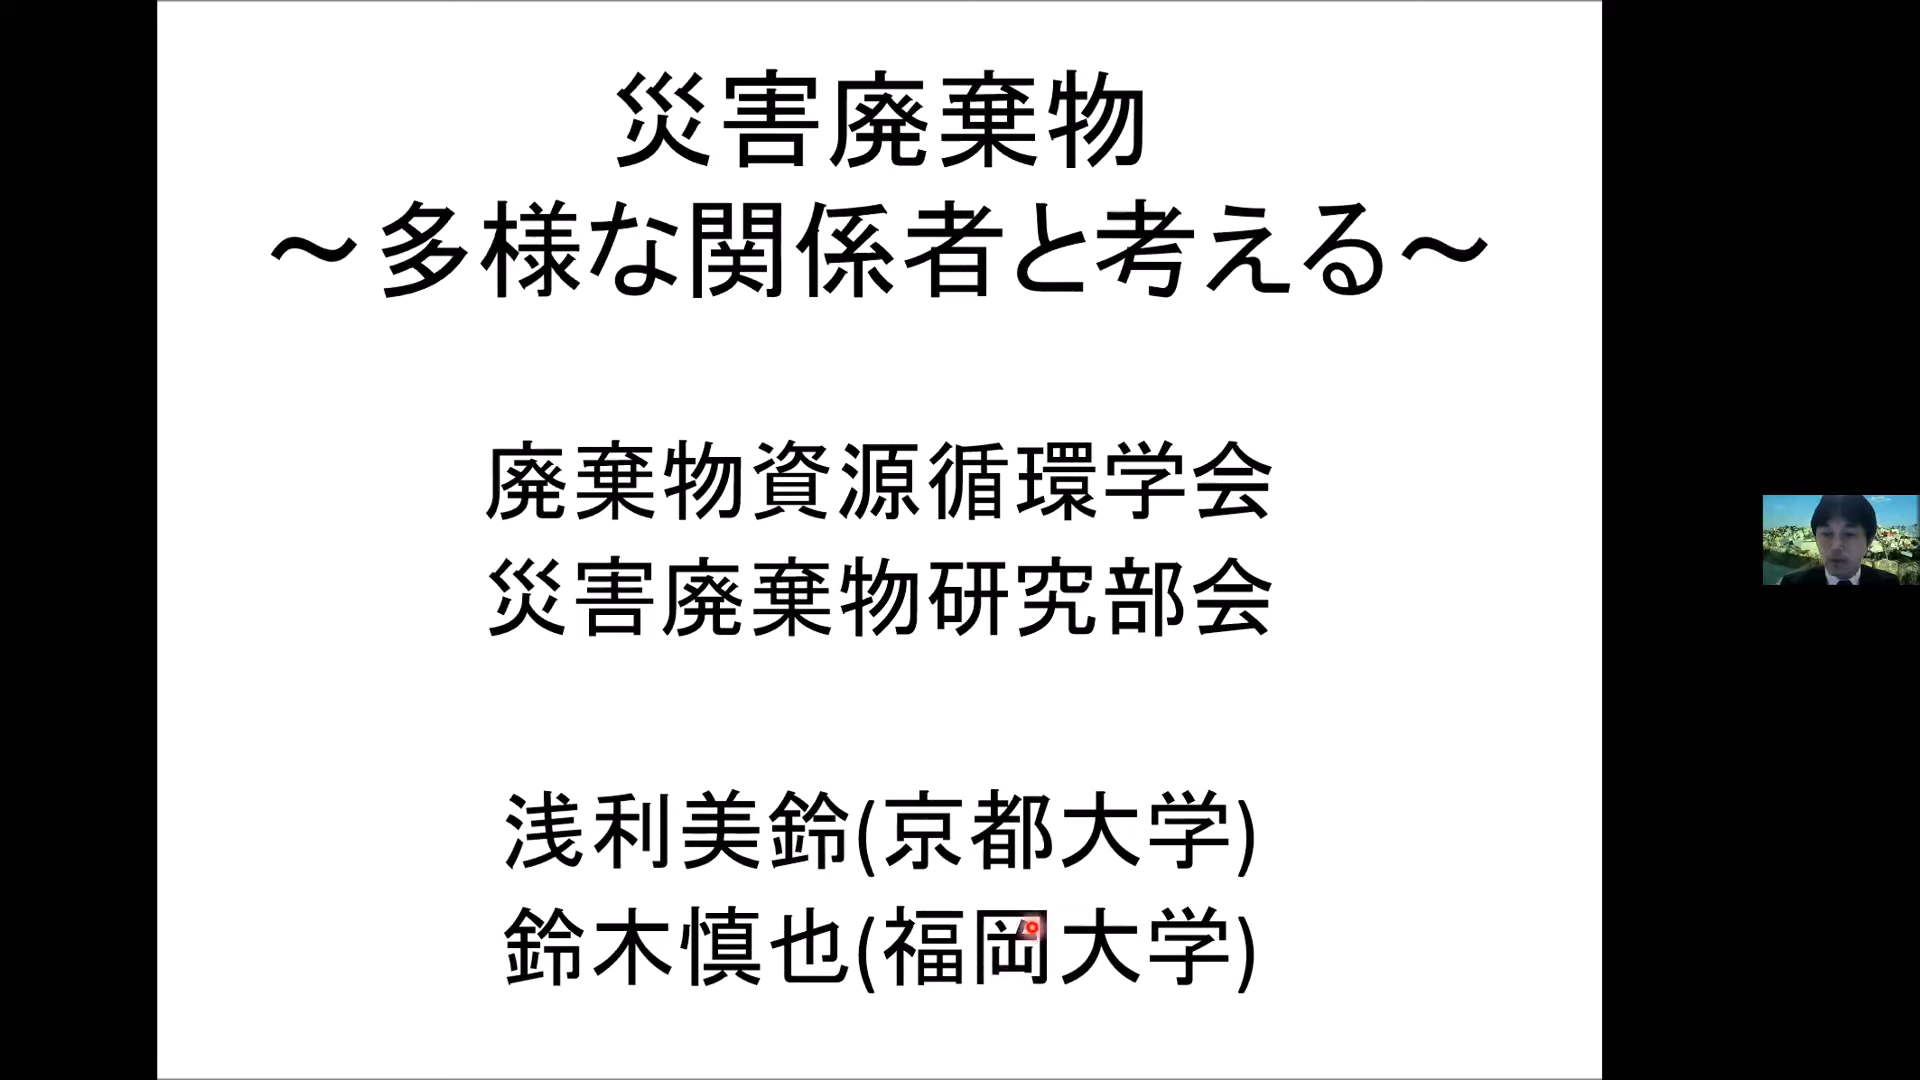 災害廃棄物
～多様な関係者と考える～
廃棄物資源循環学会
災害廃棄物研究部会
浅利美鈴(京都大学)
鈴木慎也(福岡大学)